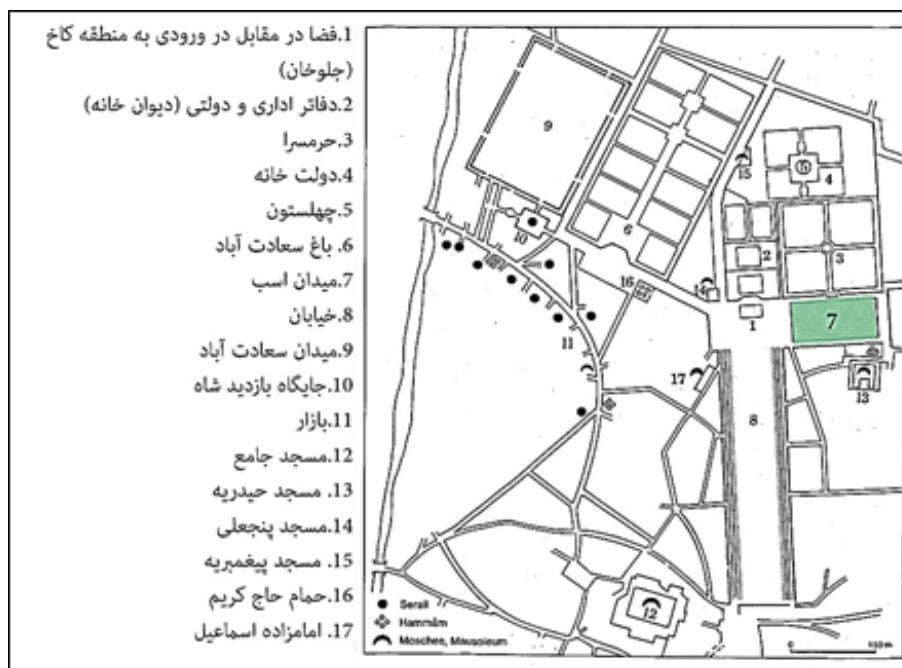 1.فضا در مقابل در ورودی به منطقه کاخ
(جلوخان)
2.دفاتر اداری و دولتی (دیوان خانه)
3.حرمسرا
4.دولت خانه
5.چهلستون
6. باغ سعادت آباد
7.میدان اسب
8.خیابان
9.میدان سعادت آباد
10.جایگاه بازدید شاه
11.بازار
12.مسجد جامع
13. مسجد حیدریه
14.مسجد پنجعلی
15. مسجد پیغمبریه
16.حمام حاج کریم
17. امامزاده اسماعیل
9
15
5
4
10
6
2
3
16
14
1
7
11
17
13
8
12
Serail
Hammâm
Moschee, Mausoleum
0
150m